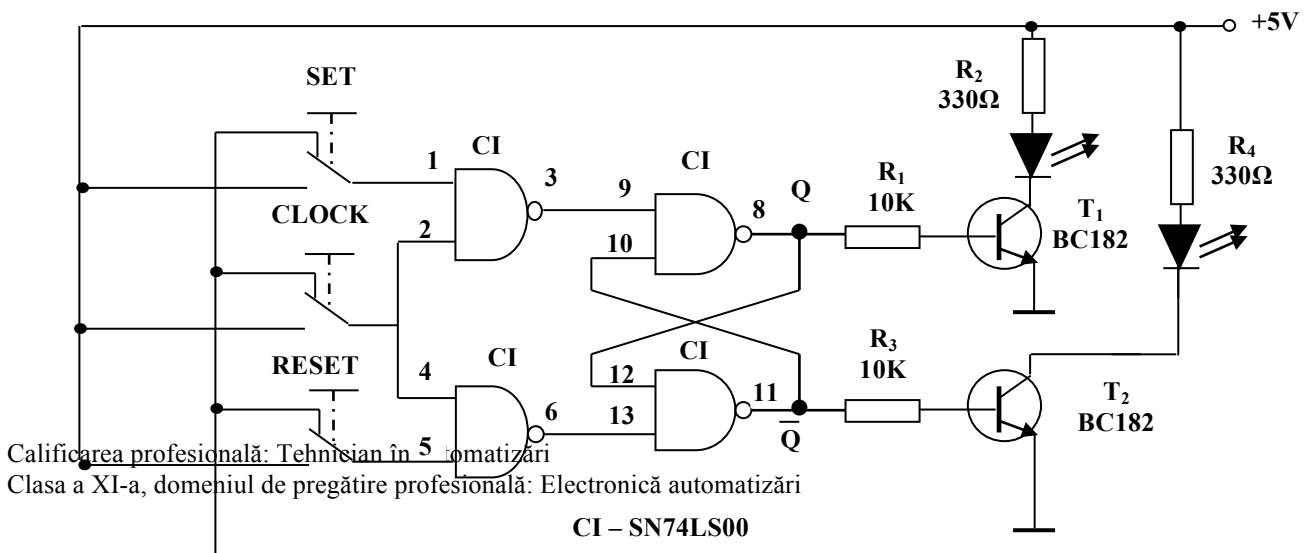 +5V
SET
R2
330Ω
CI
CI
R4
330Ω
1
3
9
8
Q
R1
10K
T1
BC182
CLOCK
2
10
RESET
CI
CI
R3
10K
4
12
11
Q̅
T2
BC182
6
13
5
Calificarea profesională: Tehnician în tomatizări
Clasa a XI-a, domeniul de pregătire profesională: Electronică automatizări
CI – SN74LS00